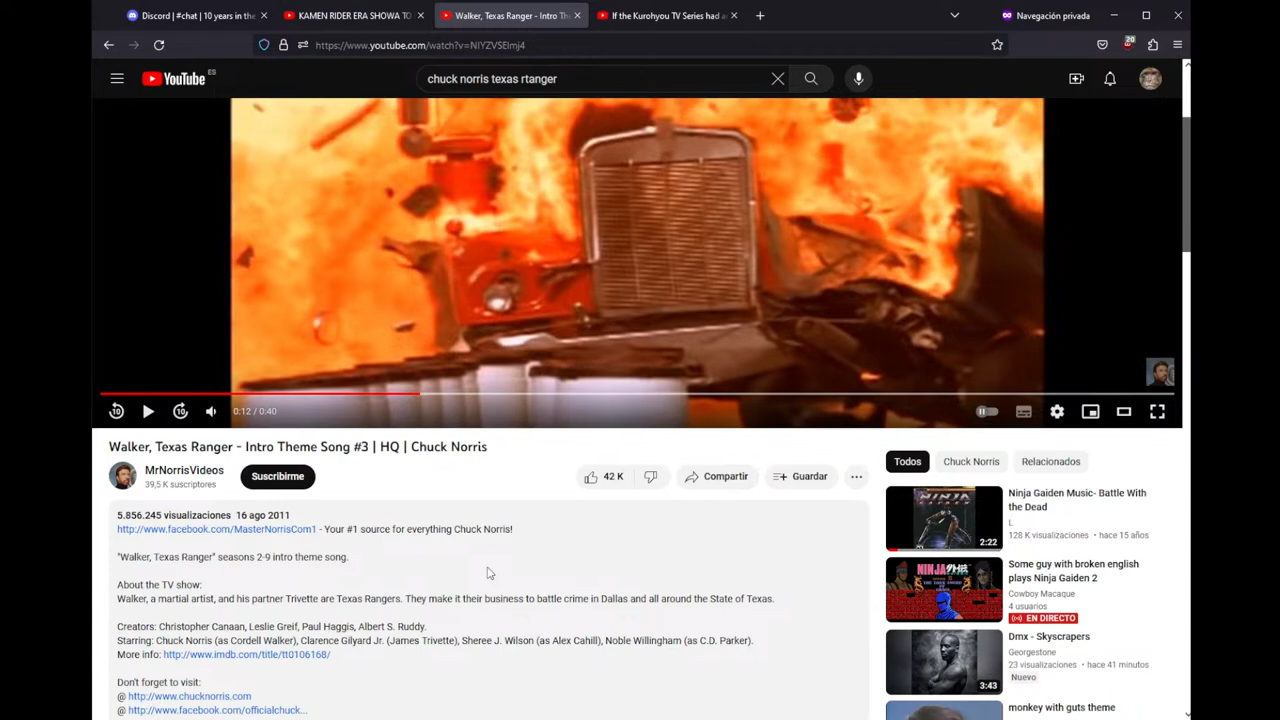 Discord | #chat | 10 years in the
KAMEN RIDER ERA SHOWA TO
Walker, Texas Ranger - Intro The
If the Kurohyou TV Series had a
Navegación privada
https://www.youtube.com/watch?v=NIYZVSEImj4
20
YouTube ES
chuck norris texas rtanger
0:12 / 0:40
Walker, Texas Ranger - Intro Theme Song #3 | HQ | Chuck Norris
MrNorrisVideos
39,5 K suscriptores
Suscribirme
42 K
Compartir
Guardar
5.856.245 visualizaciones 16 ago 2011
http://www.facebook.com/MasterNorrisCom1 - Your #1 source for everything Chuck Norris!
"Walker, Texas Ranger" seasons 2-9 intro theme song.
About the TV show:
Walker, a martial artist, and his partner Trivette are Texas Rangers. They make it their business to battle crime in Dallas and all around the State of Texas.
Creators: Christopher Canaan, Leslie Greif, Paul Haggis, Albert S. Ruddy.
Starring: Chuck Norris (as Cordell Walker), Clarence Gilyard Jr. (James Trivette), Sheree J. Wilson (as Alex Cahill), Noble Willingham (as C.D. Parker).
More info: http://www.imdb.com/title/tt0106168/
Don't forget to visit:
@ http://www.chucknorris.com
@ http://www.facebook.com/officialchuck...
Todos
Chuck Norris
Relacionados
NINJA
2:22
Ninja Gaiden Music- Battle With the Dead
L
128 K visualizaciones • hace 15 años
NINJA
Some guy with broken english plays Ninja Gaiden 2
Cowboy Macaque
4 usuarios
EN DIRECTO
3:43
Dmx - Skyscrapers
Georgestone
23 visualizaciones • hace 41 minutos
Nuevo
monkey with guts theme